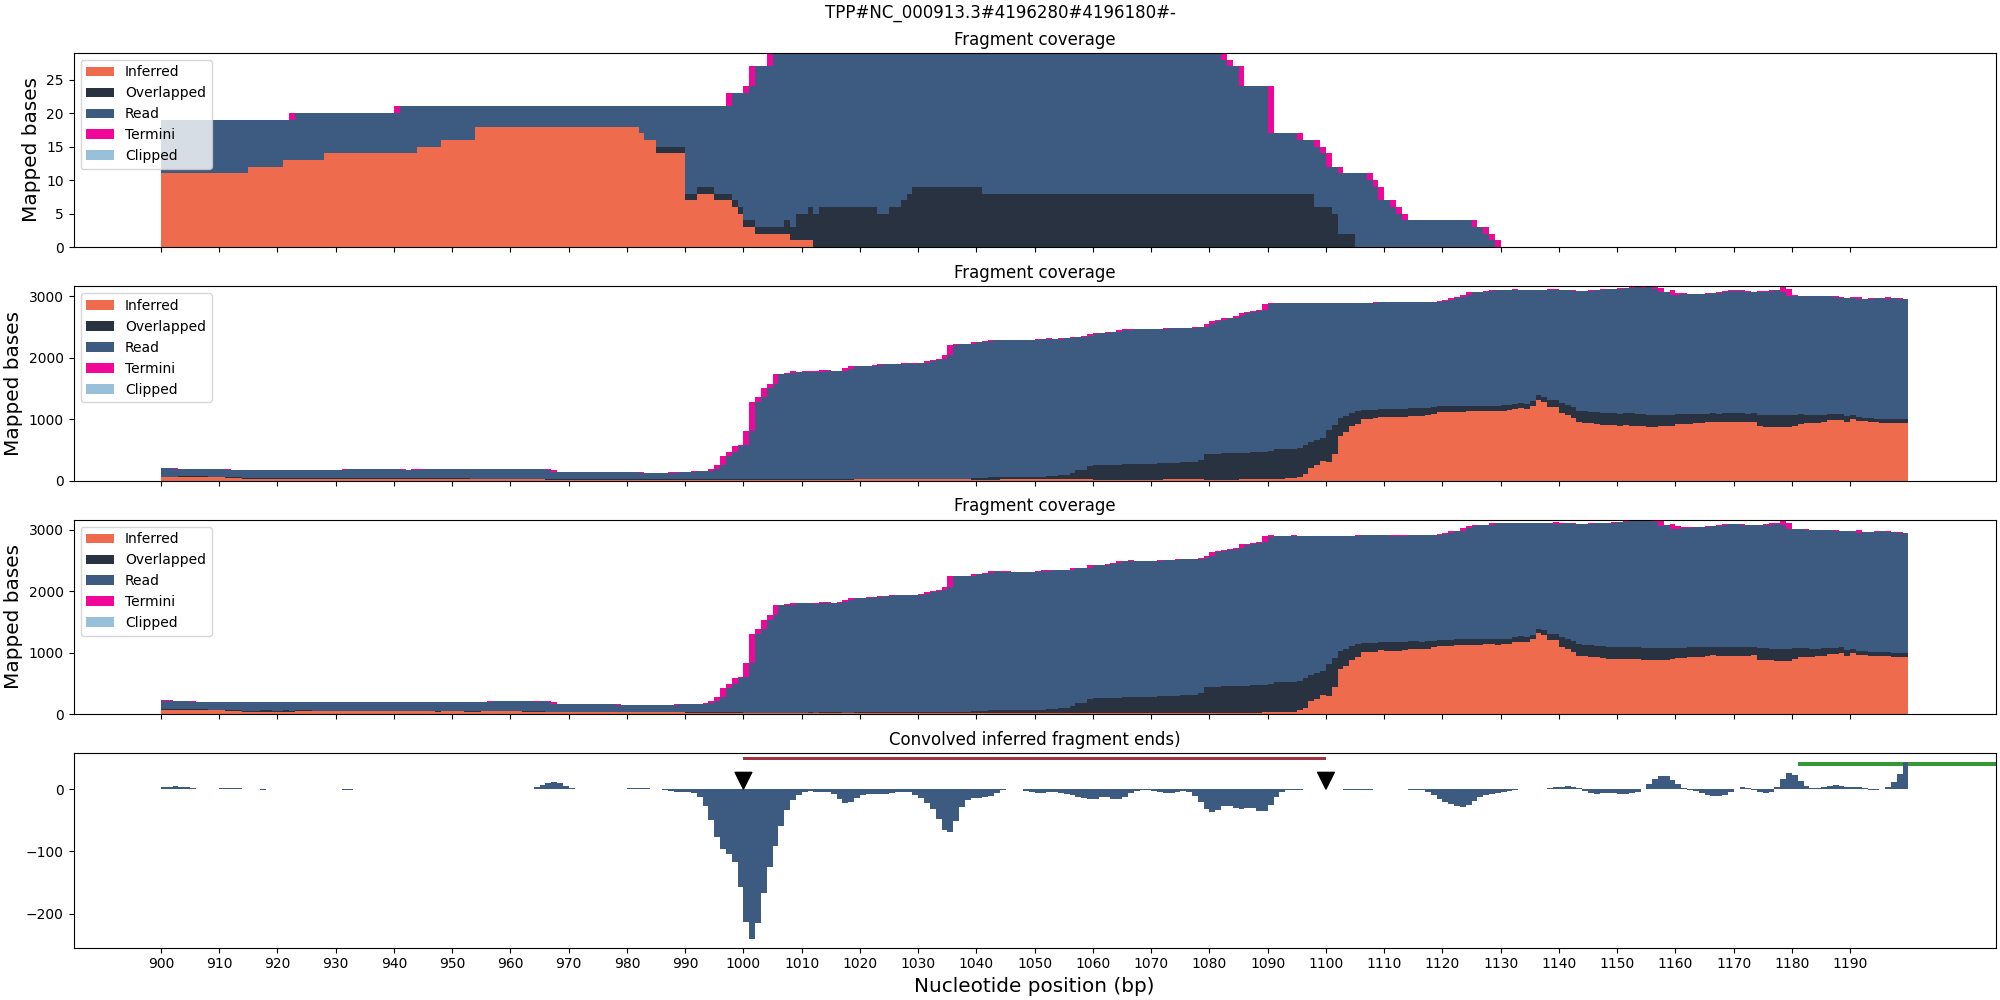 TPP#NC_000913.3#4196280#4196180#-
Fragment coverage
Mapped bases
25
20
15
10
5
0
Inferred
Overlapped
Read
Termini
Clipped
Fragment coverage
Mapped bases
3000
2000
1000
0
Inferred
Overlapped
Read
Termini
Clipped
Fragment coverage
Mapped bases
3000
2000
1000
0
Inferred
Overlapped
Read
Termini
Clipped
Convolved inferred fragment ends)
0
−100
−200
900 910 920 930 940 950 960 970 980 990 1000 1010 1020 1030 1040 1050 1060 1070 1080 1090 1100 1110 1120 1130 1140 1150 1160 1170 1180 1190
Nucleotide position (bp)